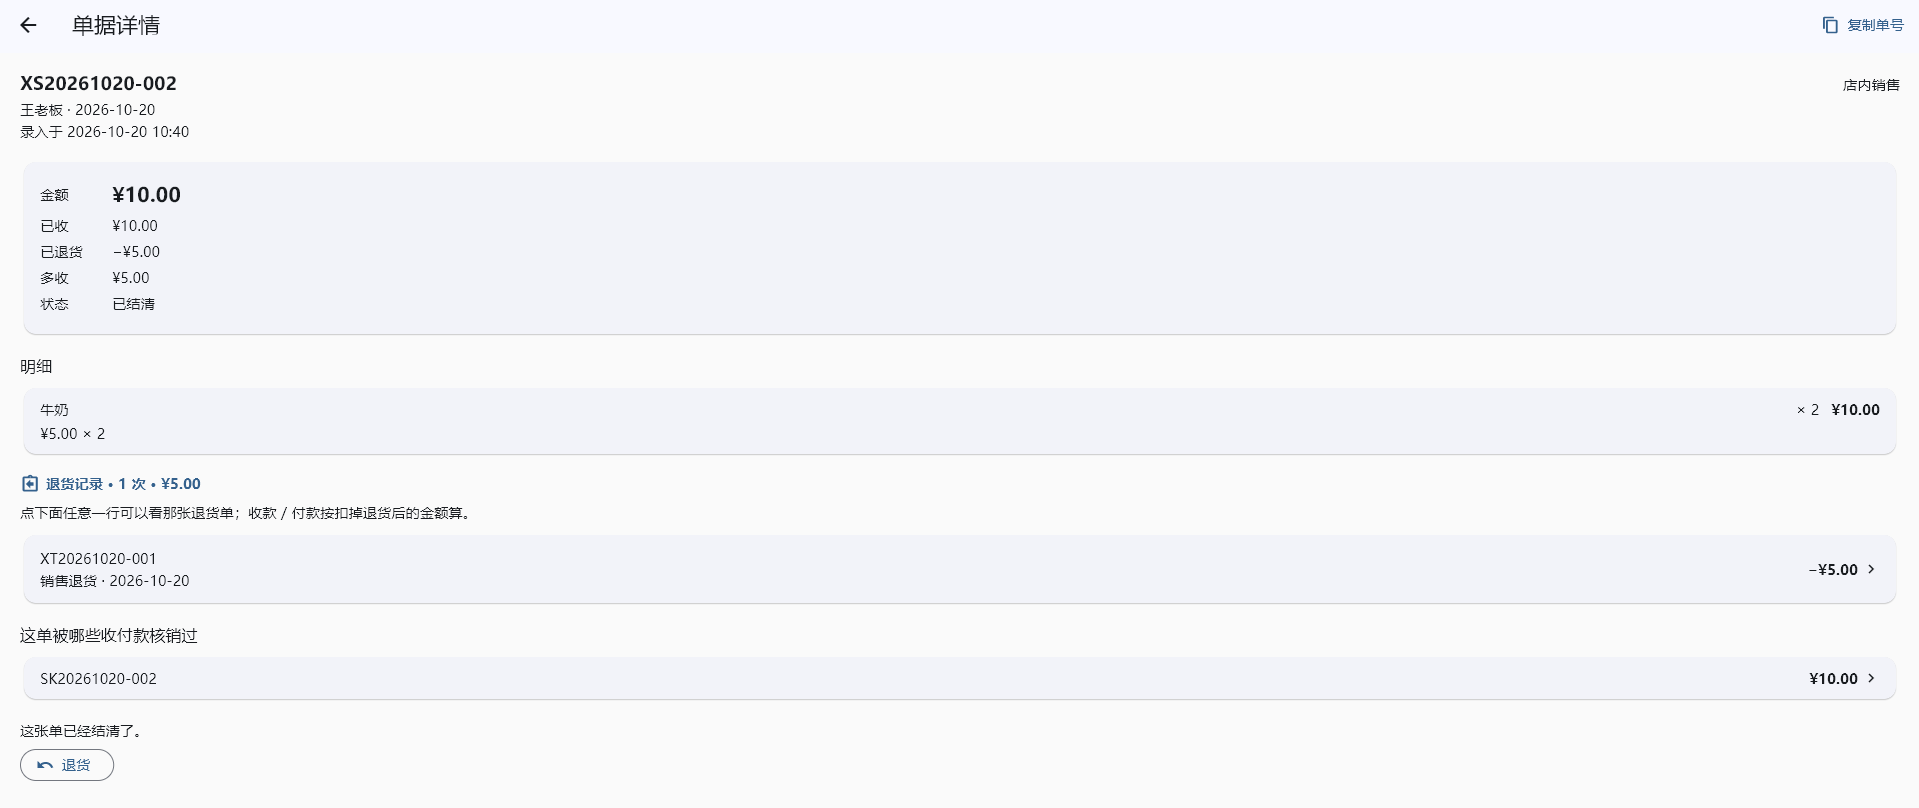 单据详情
复制单号
XS20261020-002
店内销售
王老板 · 2026-10-20
录入于 2026-10-20 10:40
金额 ¥10.00
已收 ¥10.00
已退货 −¥5.00
多收 ¥5.00
状态 已结清
明细
牛奶 × 2 ¥10.00
¥5.00 × 2
退货记录 • 1 次 • ¥5.00
点下面任意一行可以看那张退货单；收款 / 付款按扣掉退货后的金额算。
XT20261020-001
销售退货 · 2026-10-20
−¥5.00
这单被哪些收付款核销过
SK20261020-002 ¥10.00
这张单已经结清了。
退货